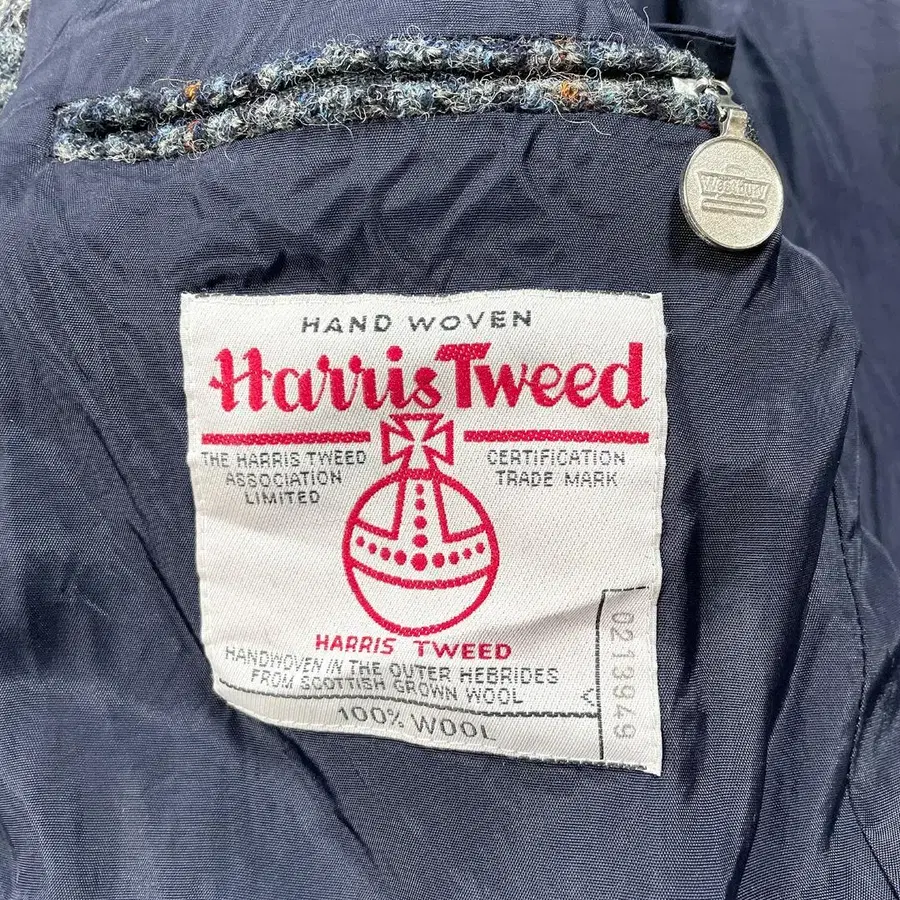 Westbury
HAND WOVEN
Harris Tweed
THE HARRIS TWEED
ASSOCIATION
LIMITED
CERTIFICATION
TRADE MARK
HARRIS TWEED
HANDWOVEN IN THE OUTER HEBRIDES
FROM SCOTTISH GROWN WOOL
100% WOOL
0213949